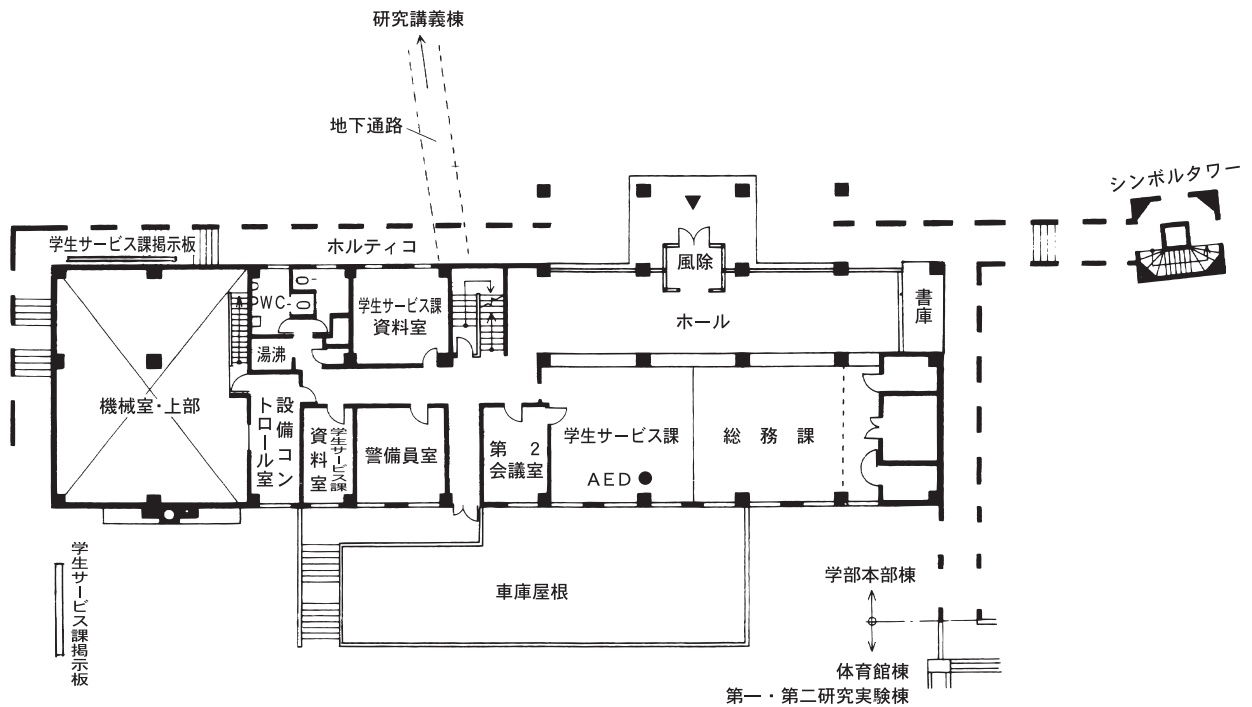 研究講義棟
地下通路
シンボルタワー
学生サービス課掲示板
ホルティコ
風除
WC
学生サービス課
資料室
ホール
書庫
湯沸
機械室・上部
設備コン
トロール室
学生サービス課
資料室
警備員室
第2
会議室
学生サービス課
総務課
AED
学生サービス課掲示板
車庫屋根
学部本部棟
体育館棟
第一・第二研究実験棟